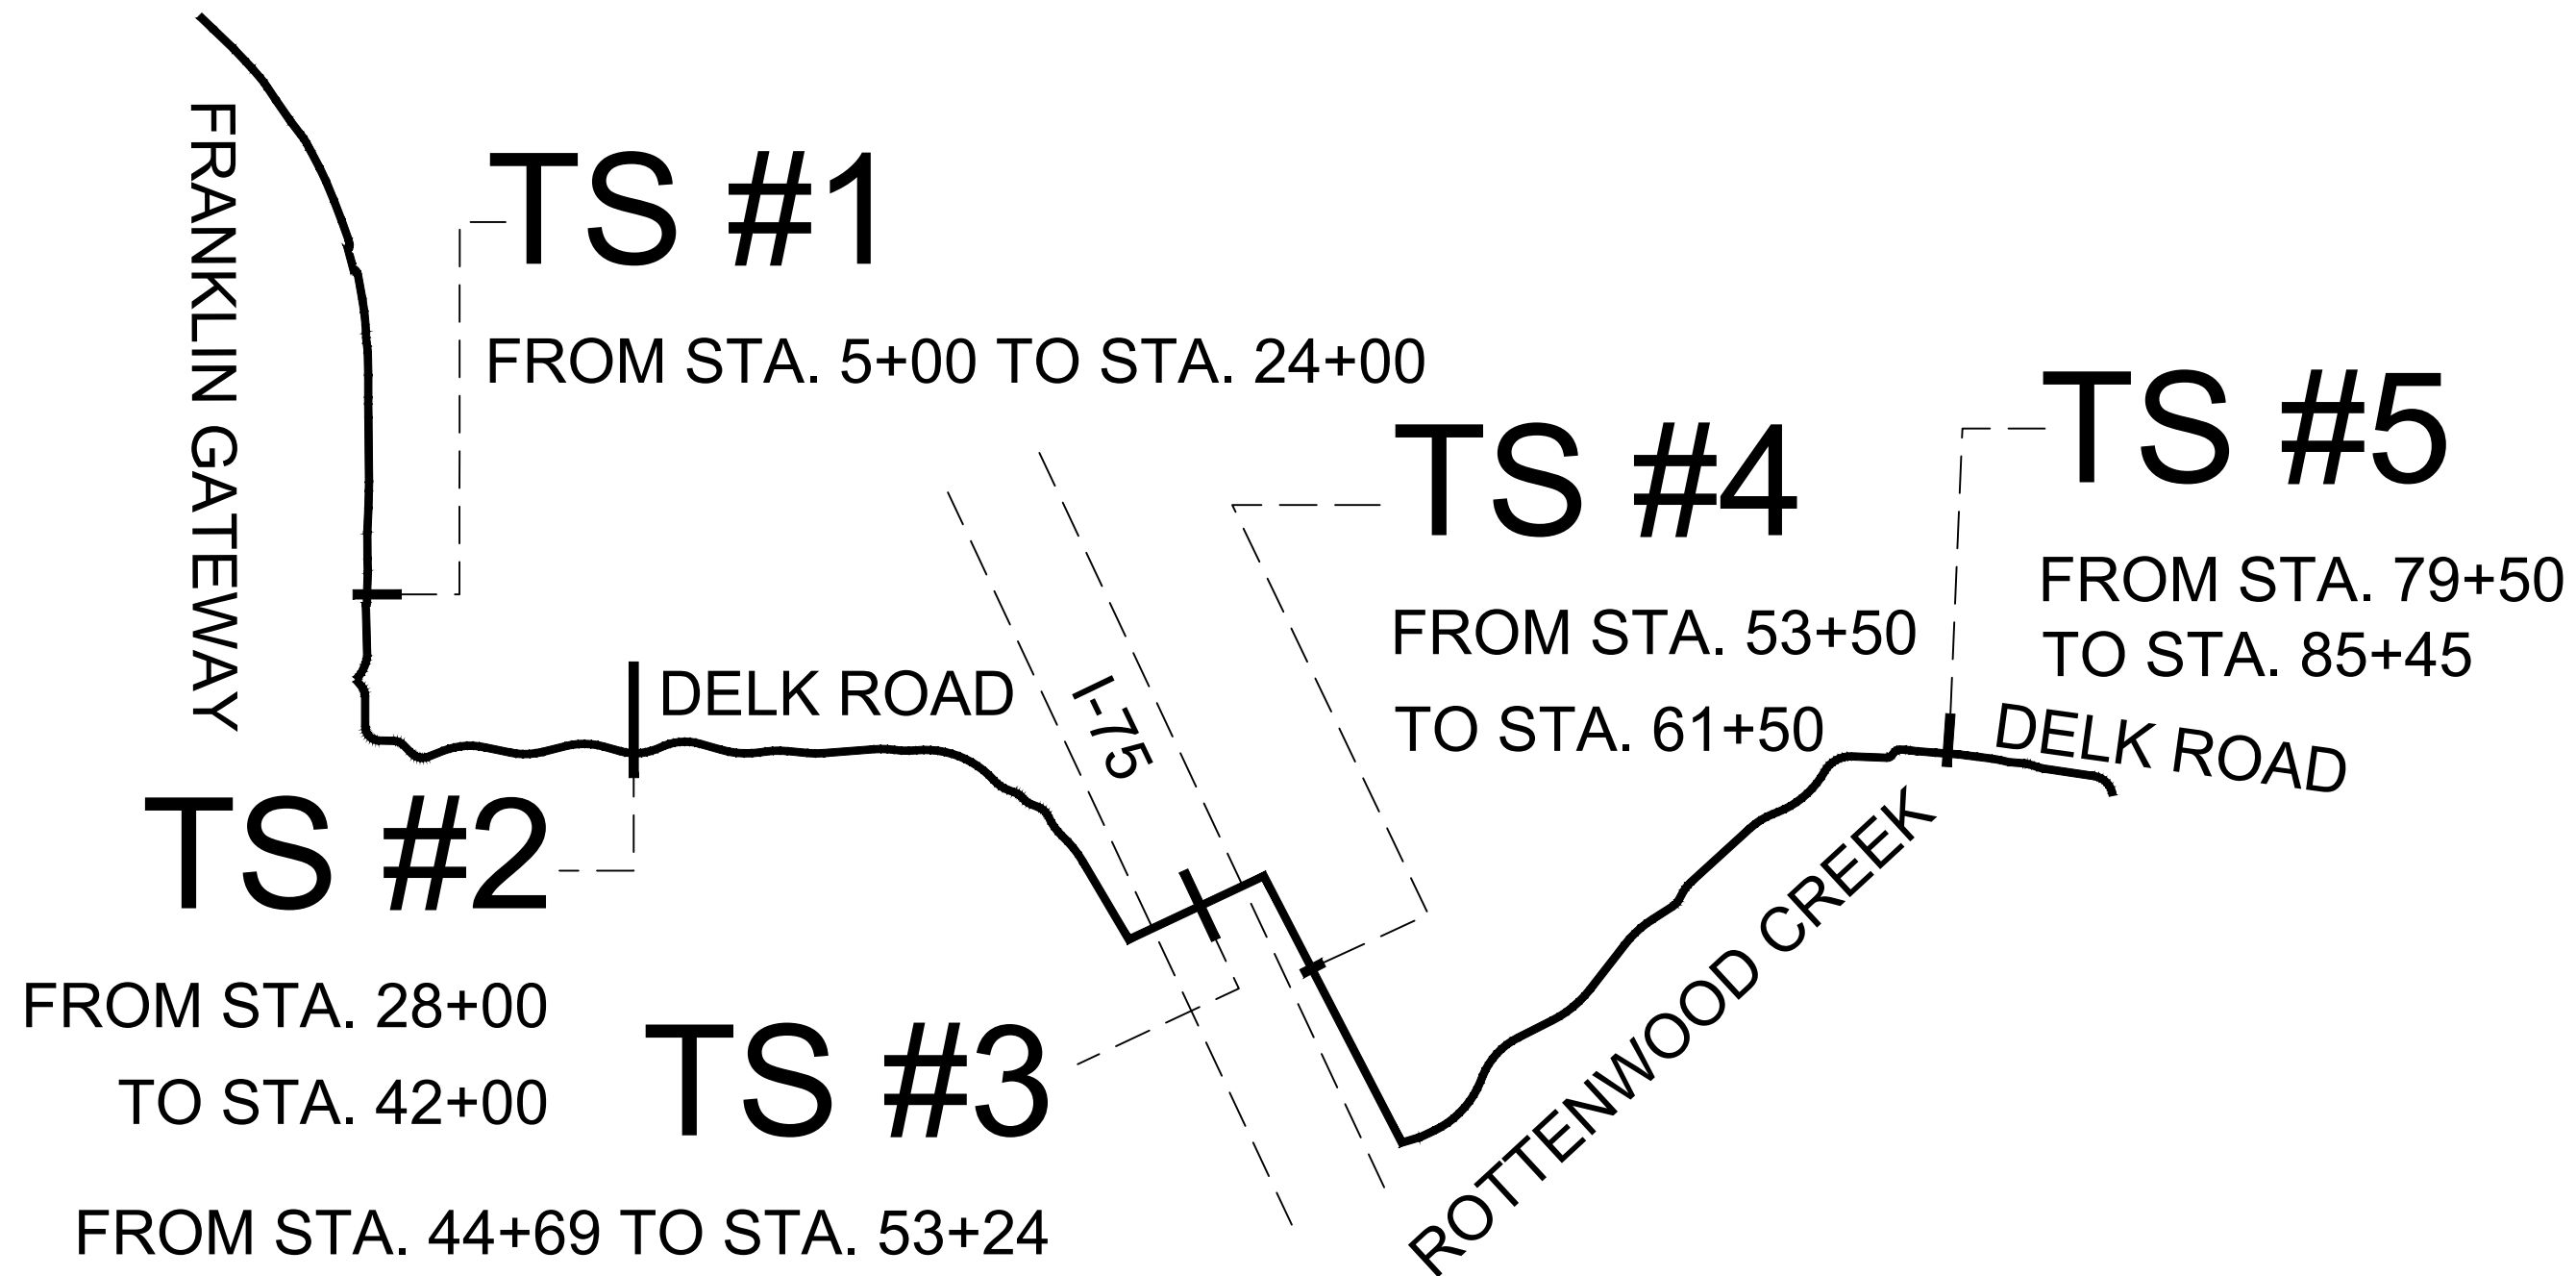 FRANKLIN GATEWAY
TS #1
FROM STA. 5+00 TO STA. 24+00
TS #5
FROM STA. 79+50
TO STA. 85+45
TS #4
FROM STA. 53+50
TO STA. 61+50
DELK ROAD
I-75
DELK ROAD
TS #2
FROM STA. 28+00
TO STA. 42+00
TS #3
FROM STA. 44+69 TO STA. 53+24
ROTTENWOOD CREEK